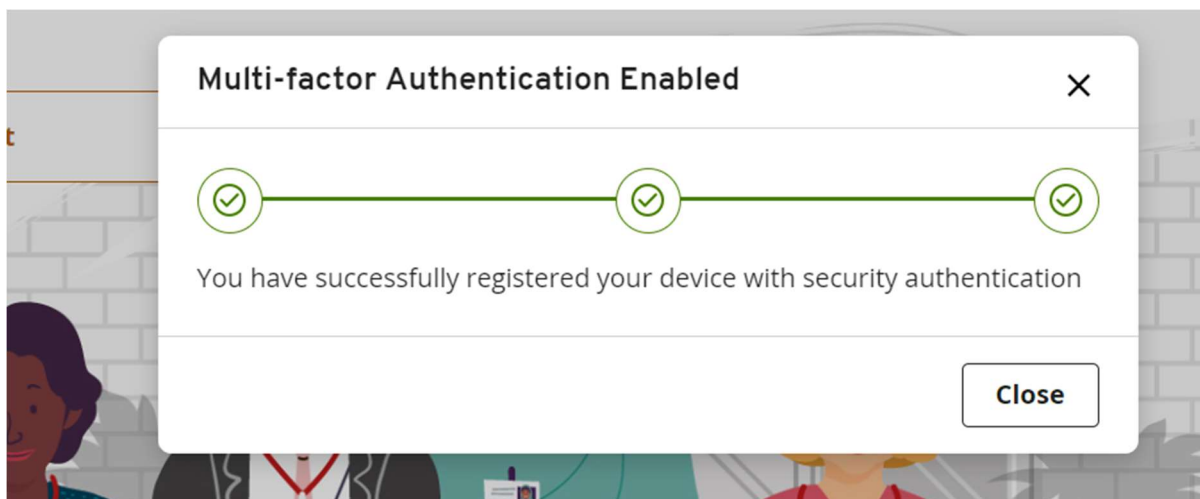 Multi-factor Authentication Enabled
t
You have successfully registered your device with security authentication
Close